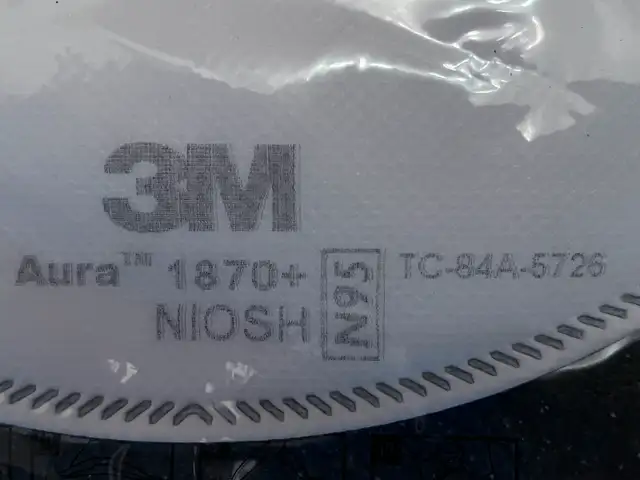 3M
Aura™ 1870+
NIOSH
N95
TC-84A-5726